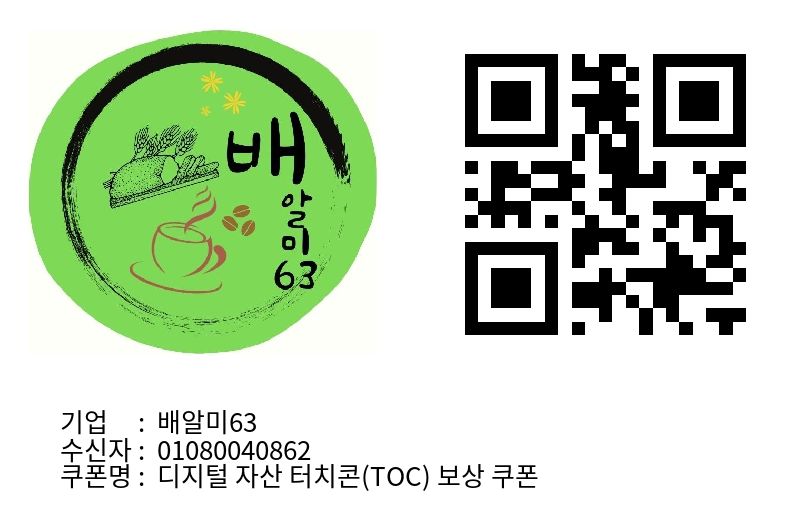 배
알
미
63
기업 : 배알미63
수신자 : 01080040862
쿠폰명 : 디지털 자산 터치콘(TOC) 보상 쿠폰